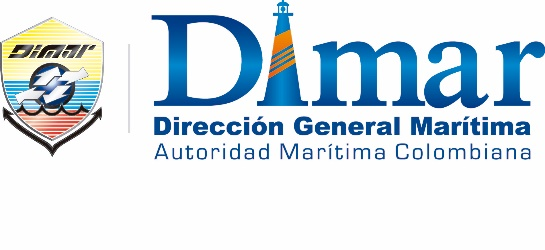 DIMAR
Dimar
Dirección General Marítima
Autoridad Marítima Colombiana